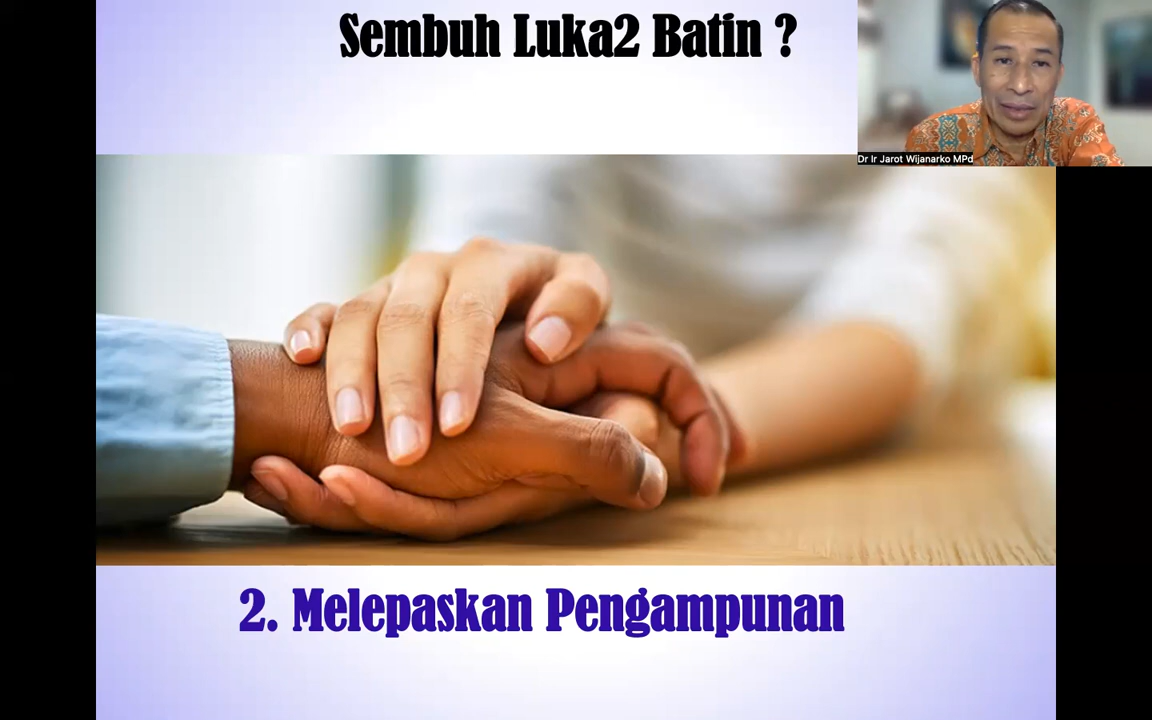 Sembuh Luka2 Batin ?
Dr Ir Jarot Wijanarko MPd
2. Melepaskan Pengampunan